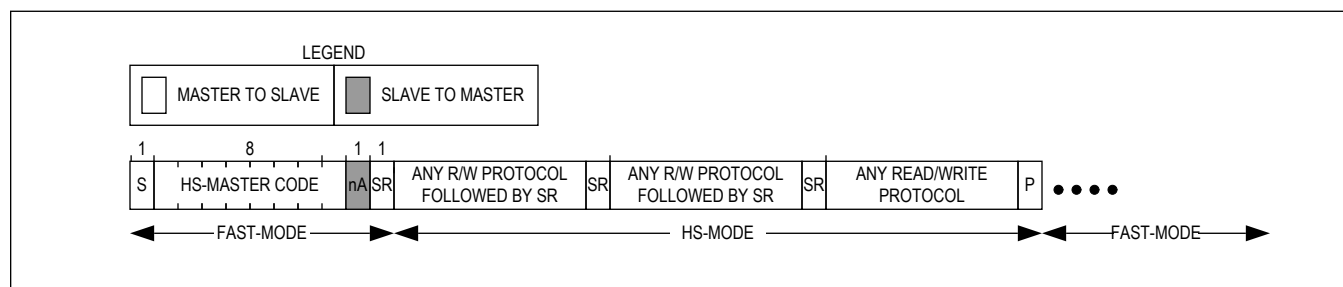 LEGEND
MASTER TO SLAVE SLAVE TO MASTER
1 8 1 1
S HS-MASTER CODE nA SR ANY R/W PROTOCOL FOLLOWED BY SR SR ANY R/W PROTOCOL FOLLOWED BY SR SR ANY READ/WRITE PROTOCOL P
FAST-MODE HS-MODE FAST-MODE